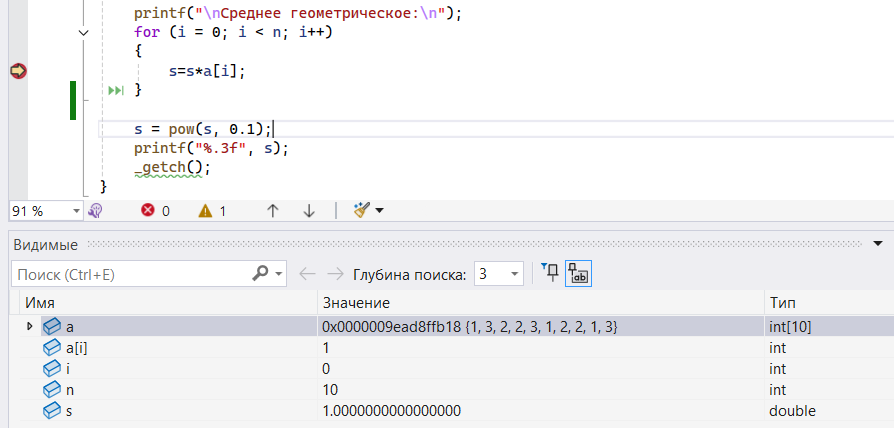 printf("\nСреднее геометрическое:\n");
for (i = 0; i < n; i++)
{
s=s*a[i];
}
s = pow(s, 0.1);
printf("%.3f", s);
_getch();
}
91 % 0 1
Видимые
Поиск (Ctrl+E) Глубина поиска: 3
Имя Значение Тип
a 0x0000009ead8ffb18 {1, 3, 2, 2, 3, 1, 2, 2, 1, 3} int[10]
a[i] 1 int
i 0 int
n 10 int
s 1.0000000000000000 double